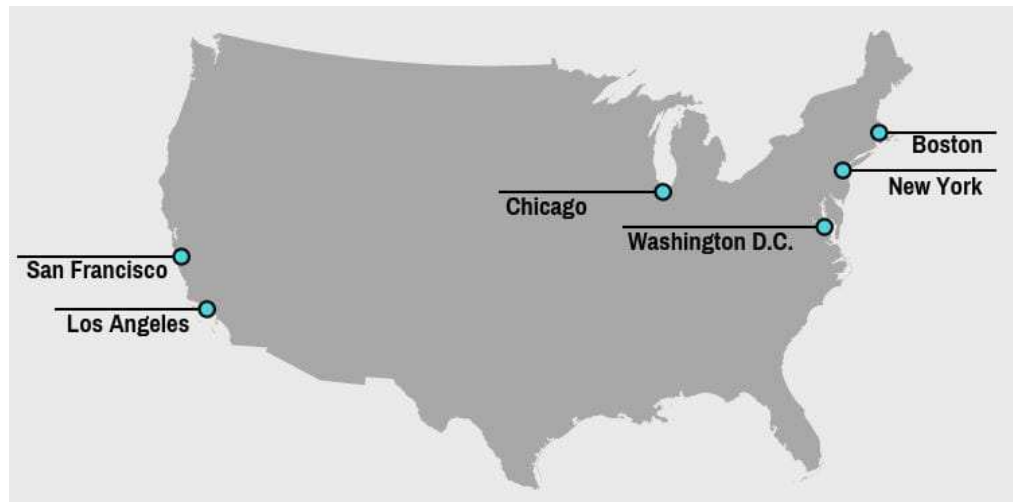 Boston
New York
Chicago
Washington D.C.
San Francisco
Los Angeles